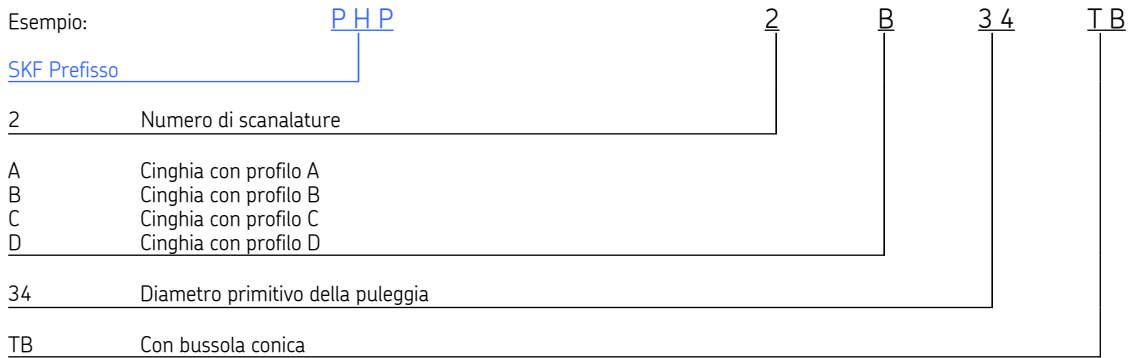 Esempio: P H P 2 B 3 4 T B
SKF Prefisso
2 Numero di scanalature
A Cinghia con profilo A
B Cinghia con profilo B
C Cinghia con profilo C
D Cinghia con profilo D
34 Diametro primitivo della puleggia
TB Con bussola conica